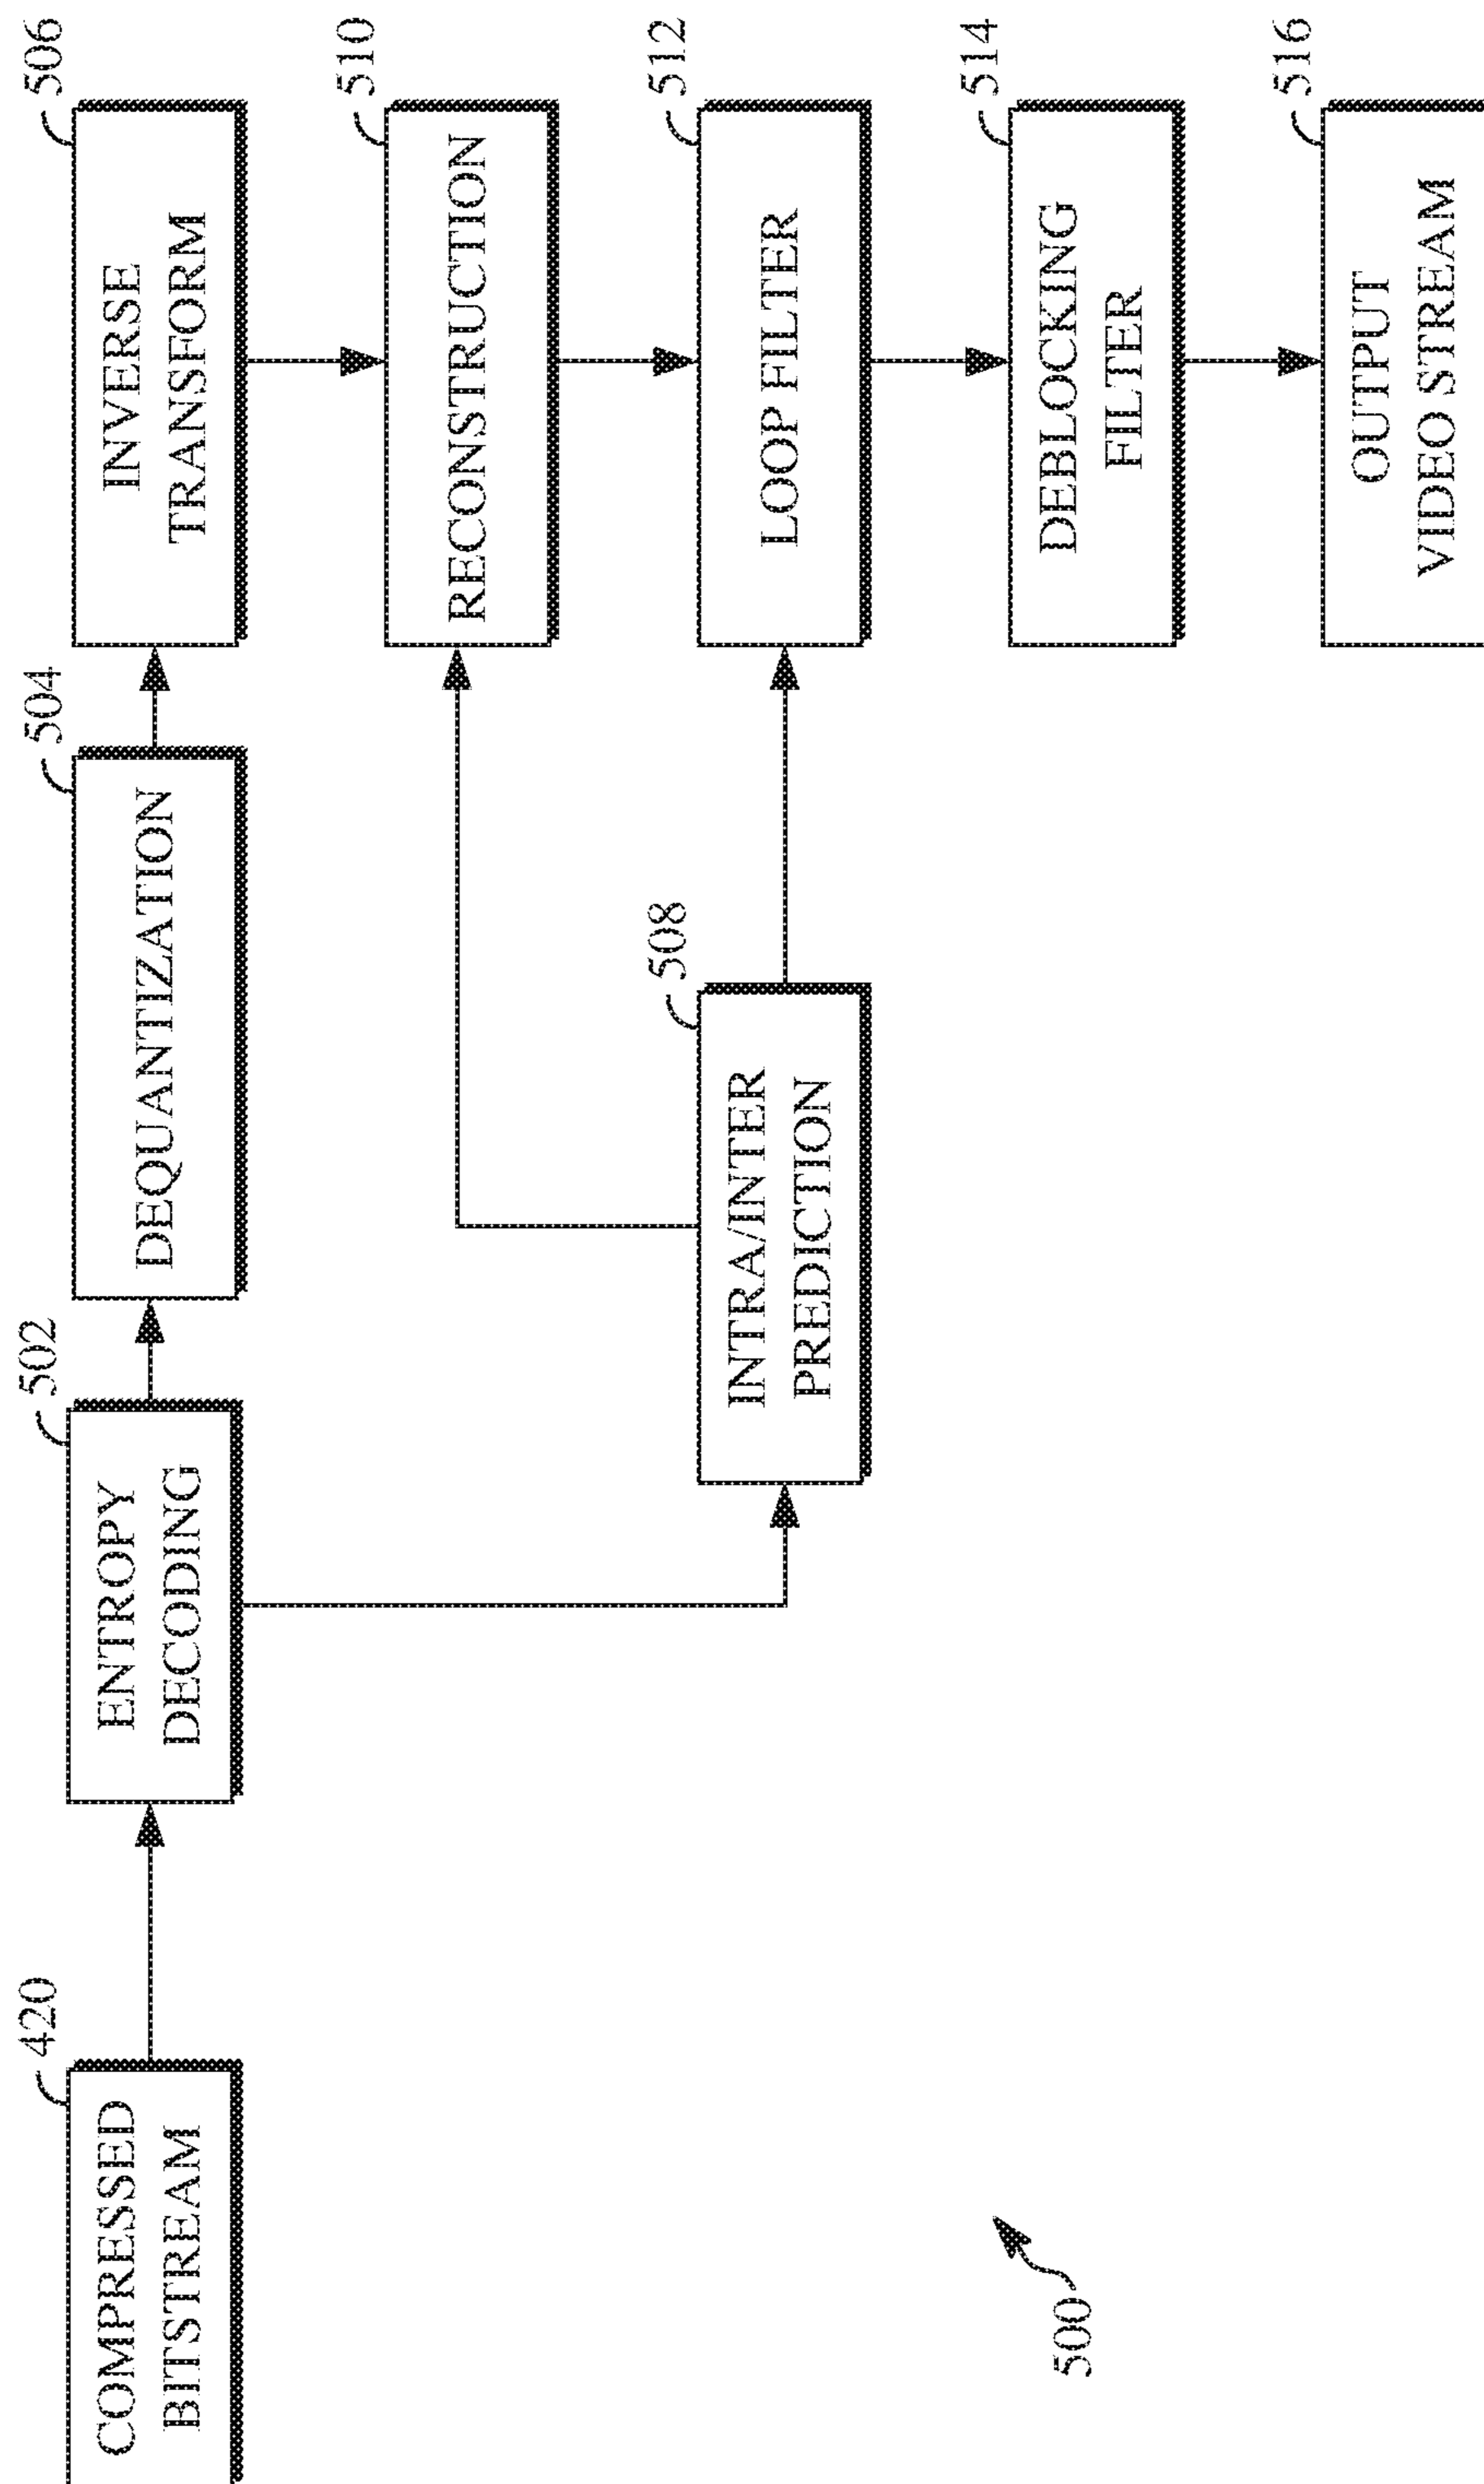 420
COMPRESSED
BITSTREAM
502
ENTROPY
DECODING
504
DEQUANTIZATION
506
INVERSE
TRANSFORM
508
INTRA/INTER
PREDICTION
510
RECONSTRUCTION
512
LOOP FILTER
514
DEBLOCKING
FILTER
516
OUTPUT
VIDEO STREAM
500